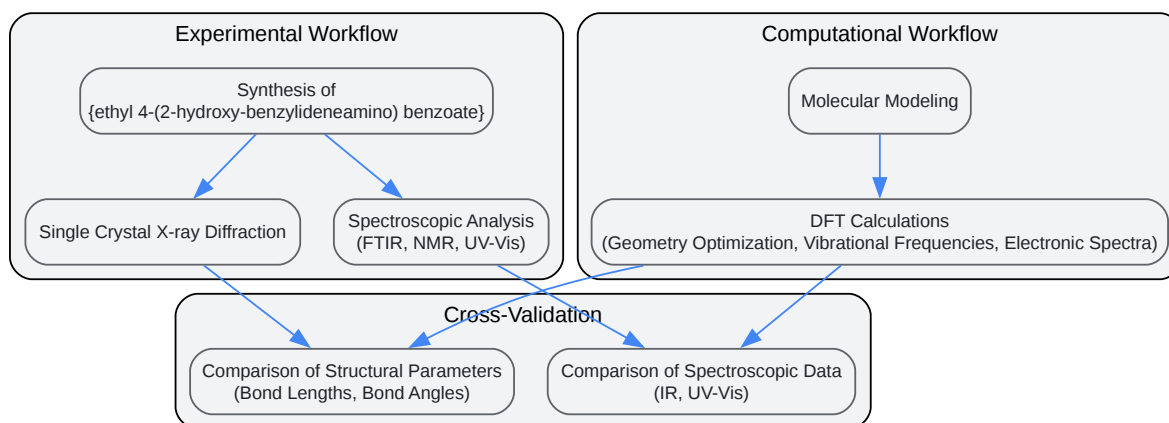 Experimental Workflow
Synthesis of
{ethyl 4-(2-hydroxy-benzylideneamino) benzoate}
Single Crystal X-ray Diffraction
Spectroscopic Analysis
(FTIR, NMR, UV-Vis)
Computational Workflow
Molecular Modeling
DFT Calculations
(Geometry Optimization, Vibrational Frequencies, Electronic Spectra)
Cross-Validation
Comparison of Structural Parameters
(Bond Lengths, Bond Angles)
Comparison of Spectroscopic Data
(IR, UV-Vis)